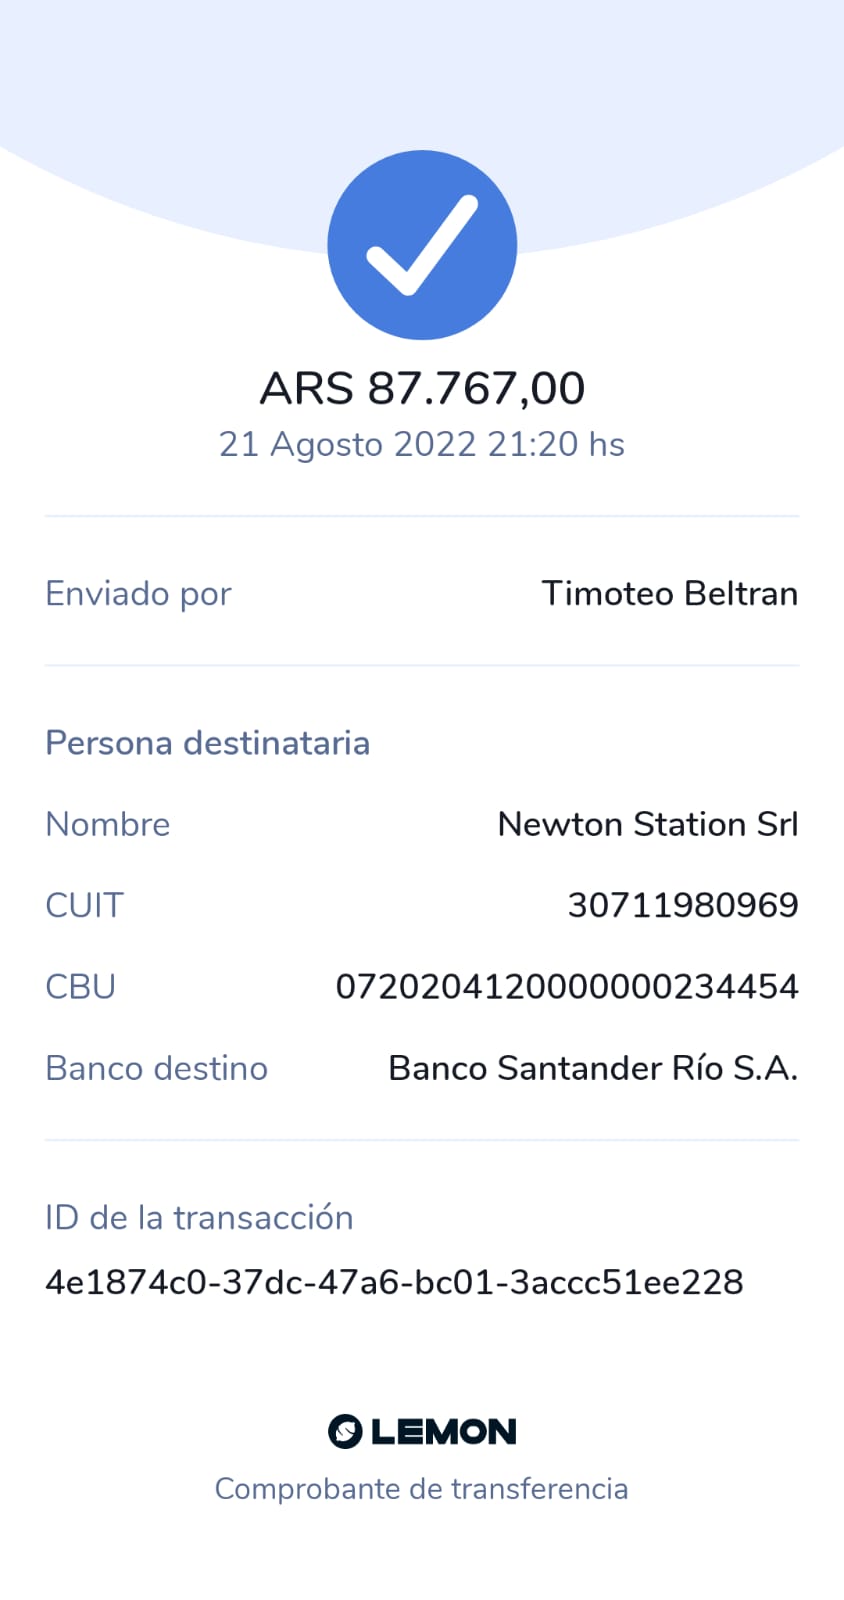 ARS 87.767,00
21 Agosto 2022 21:20 hs
Enviado por Timoteo Beltran
Persona destinataria
Nombre Newton Station Srl
CUIT 30711980969
CBU 0720204120000000234454
Banco destino Banco Santander Río S.A.
ID de la transacción
4e1874c0-37dc-47a6-bc01-3accc51ee228
LEMON
Comprobante de transferencia